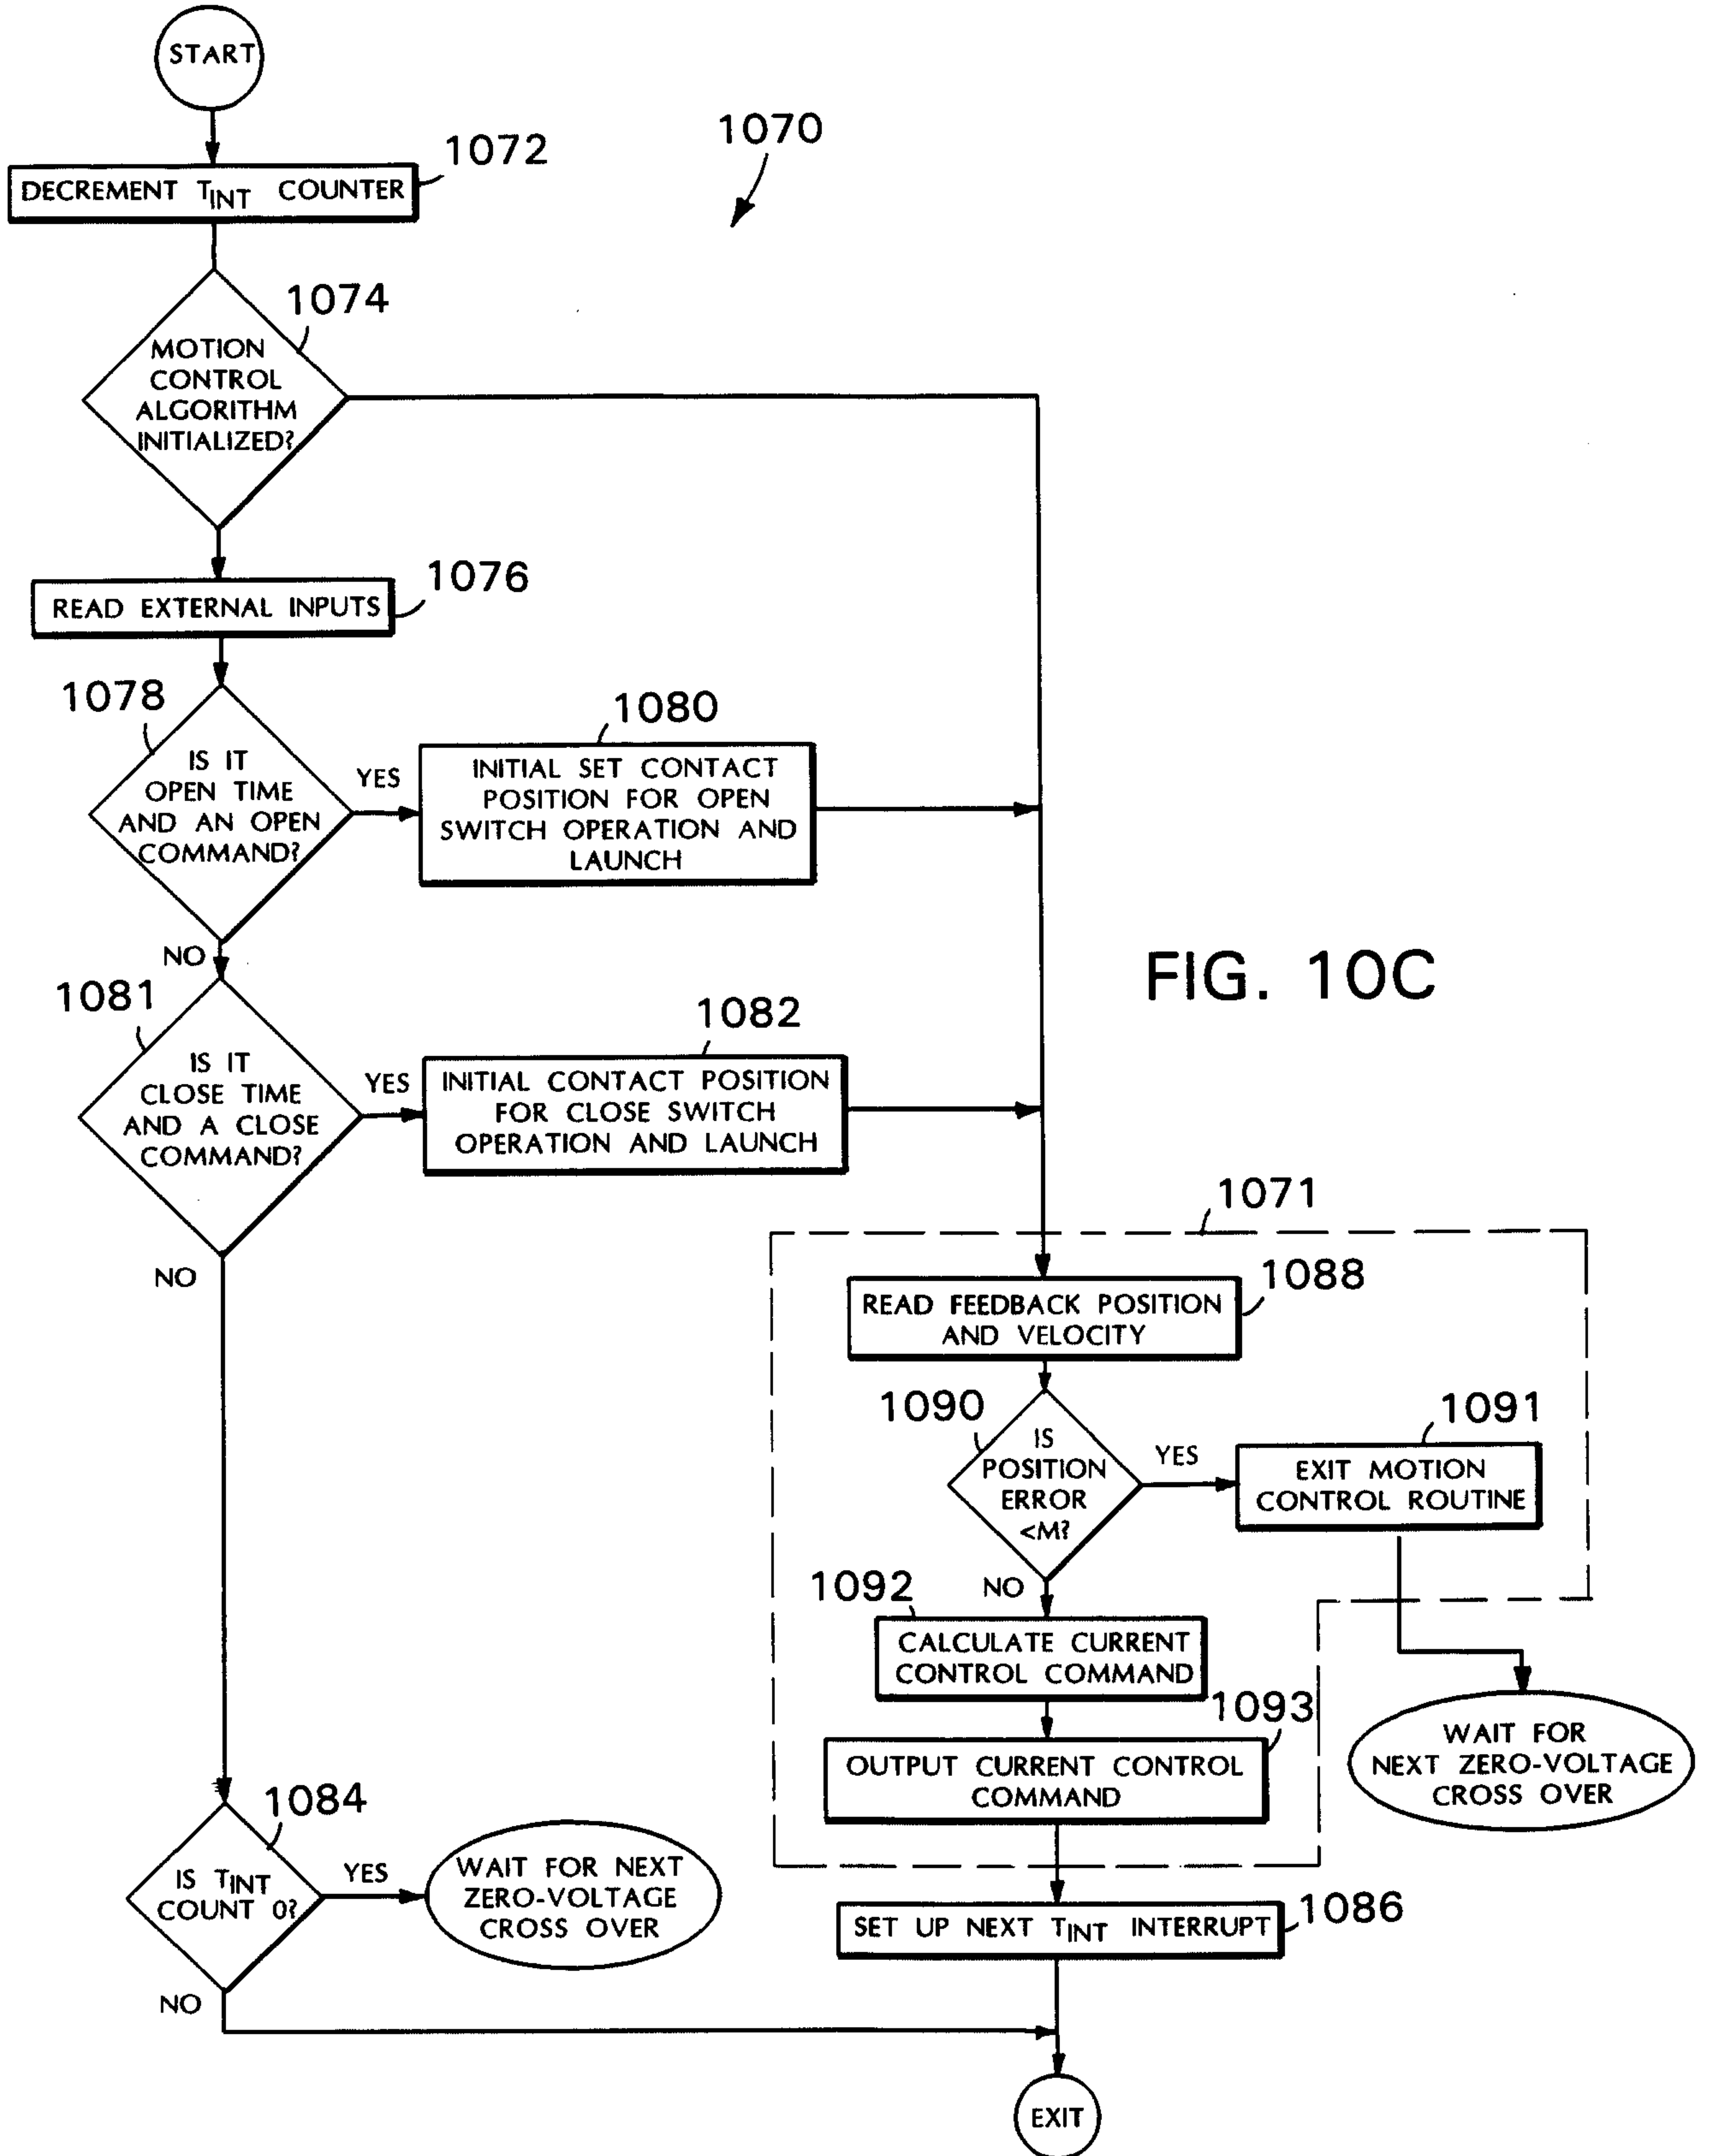 START
1072
DECREMENT TINT COUNTER
1070
1074
MOTION
CONTROL
ALGORITHM
INITIALIZED?
1076
READ EXTERNAL INPUTS
1078
IS IT
OPEN TIME
AND AN OPEN
COMMAND?
YES
1080
INITIAL SET CONTACT
POSITION FOR OPEN
SWITCH OPERATION AND
LAUNCH
NO
FIG. 10C
1081
IS IT
CLOSE TIME
AND A CLOSE
COMMAND?
YES
1082
INITIAL CONTACT POSITION
FOR CLOSE SWITCH
OPERATION AND LAUNCH
NO
1071
1088
READ FEEDBACK POSITION
AND VELOCITY
1090
IS
POSITION
ERROR
<M?
YES
1091
EXIT MOTION
CONTROL ROUTINE
NO
1092
CALCULATE CURRENT
CONTROL COMMAND
1093
OUTPUT CURRENT CONTROL
COMMAND
WAIT FOR
NEXT ZERO-VOLTAGE
CROSS OVER
1084
IS TINT
COUNT 0?
YES
WAIT FOR NEXT
ZERO-VOLTAGE
CROSS OVER
1086
SET UP NEXT TINT INTERRUPT
NO
EXIT